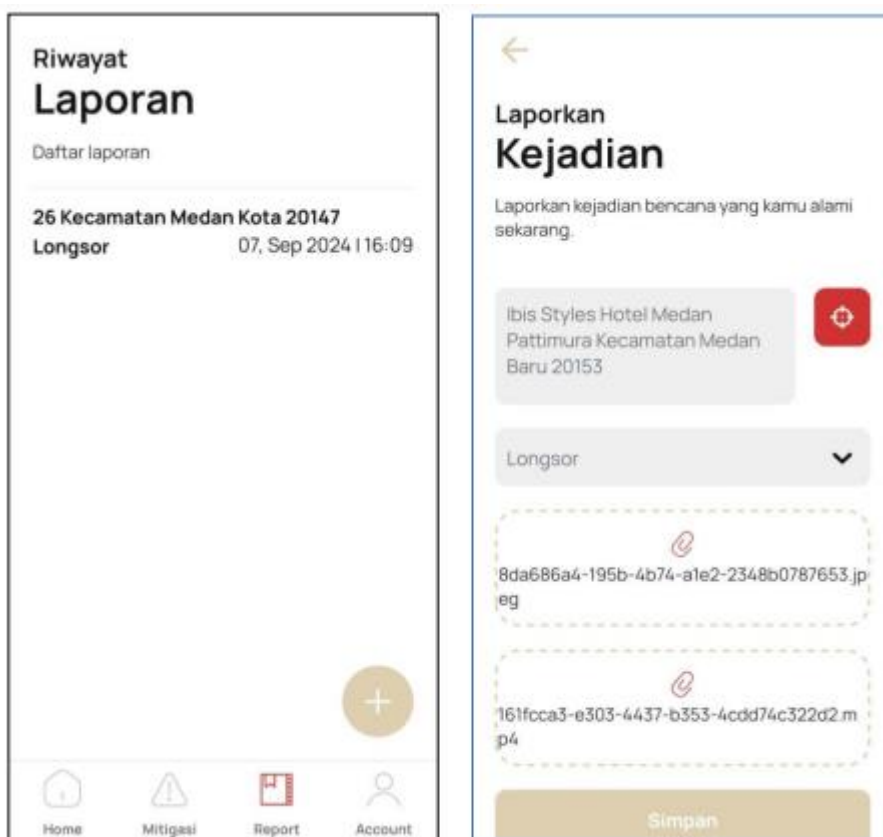 Riwayat
Laporan
Daftar laporan
26 Kecamatan Medan Kota 20147
Longsor 07, Sep 2024 | 16:09
Home Mitigasi Report Account
Laporkan
Kejadian
Laporkan kejadian bencana yang kamu alami
sekarang.
Ibis Styles Hotel Medan
Pattimura Kecamatan Medan
Baru 20153
Longsor
8da686a4-195b-4b74-a1e2-2348b0787653.jp
eg
161fcca3-e303-4437-b353-4cdd74c322d2.m
p4
Simpan